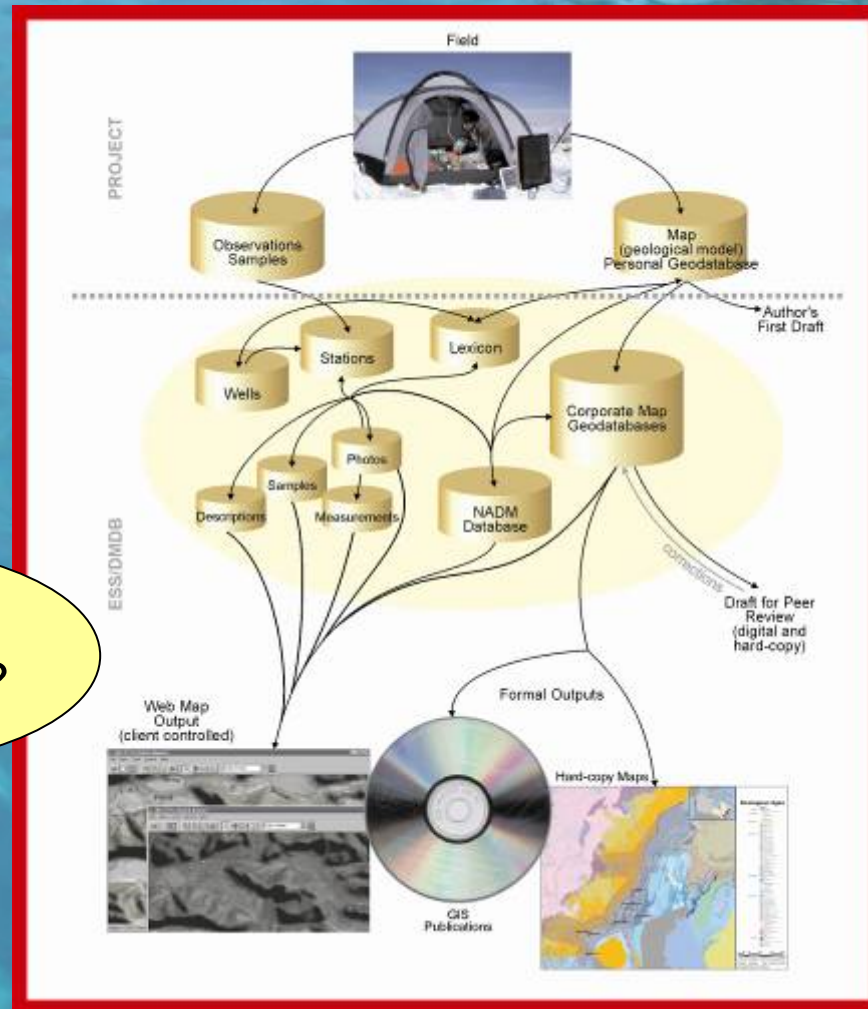 Field
PROJECT
Observations
Samples
Map
(geological model)
Personal Geodatabase
Author's
First Draft
Wells
Stations
Lexicon
Corporate Map
Geodatabases
Photos
Samples
Descriptions
Measurements
NADM
Database
ESS/DMDB
corrections
Draft for Peer
Review
(digital and
hard-copy)
Formal Outputs
Web Map
Output
(client controlled)
Hard-copy Maps
GIS
Publications